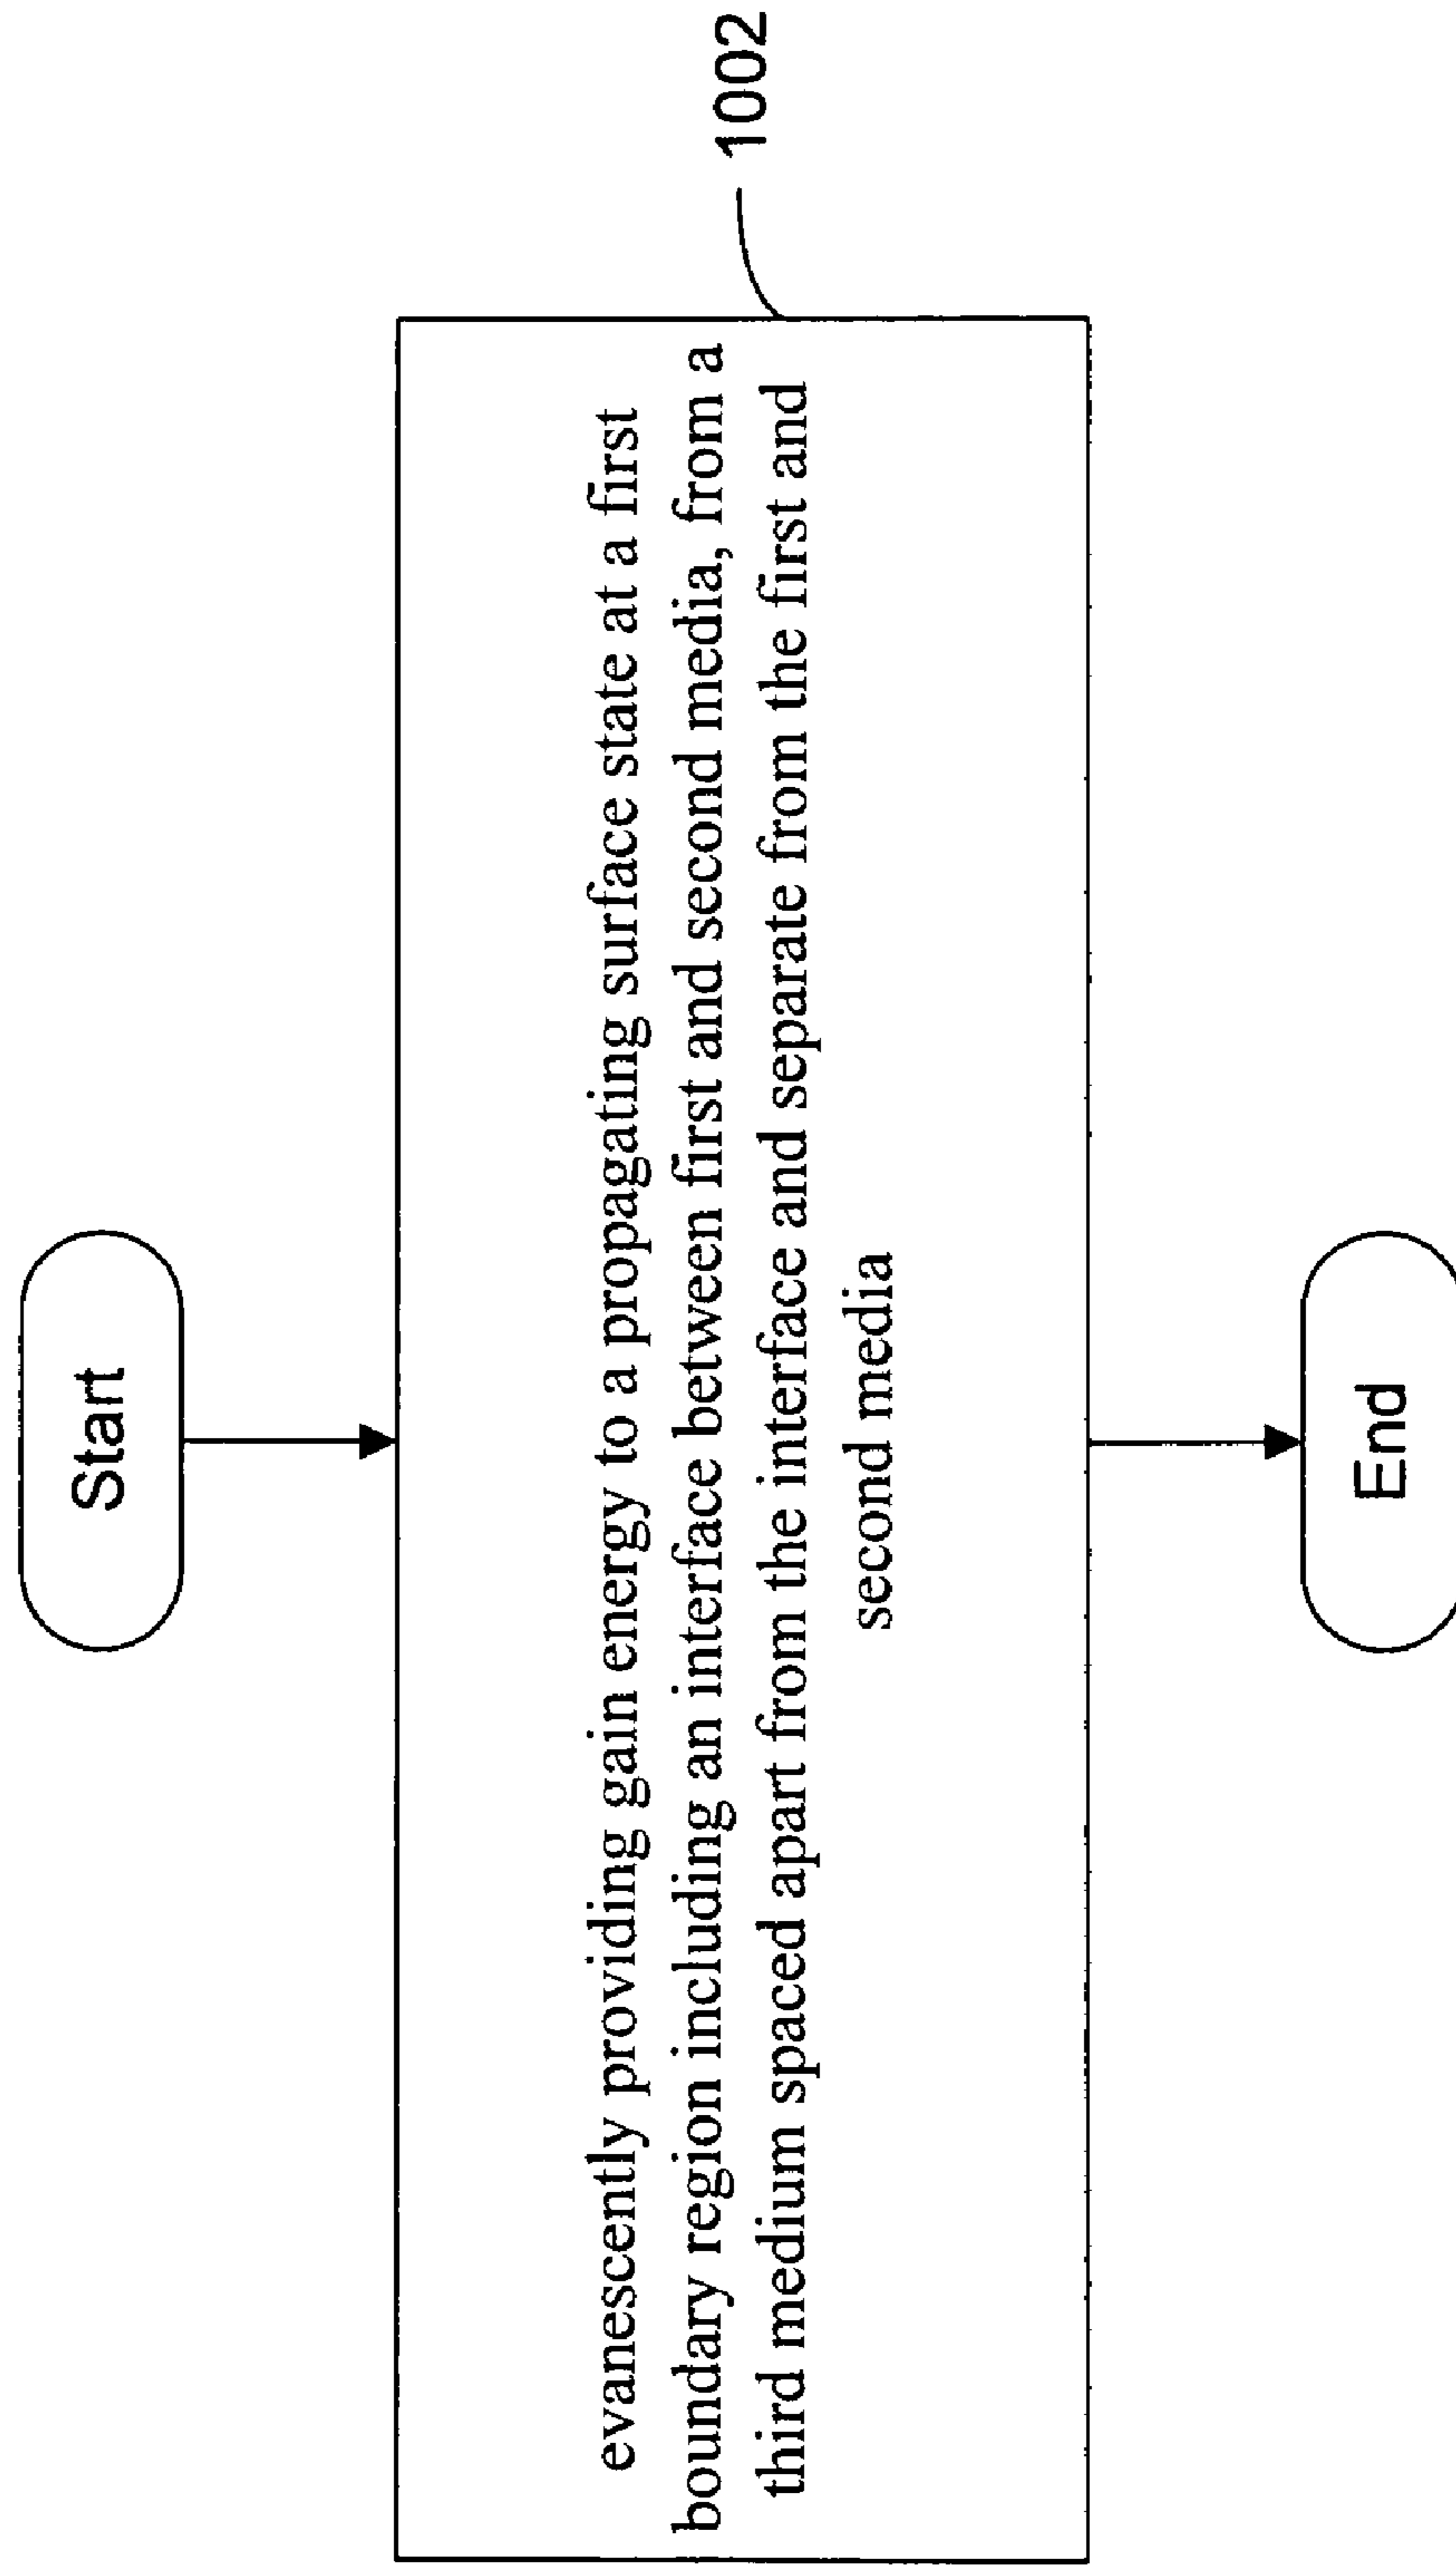 Start
evanescently providing gain energy to a propagating surface state at a first
boundary region including an interface between first and second media, from a
third medium spaced apart from the interface and separate from the first and
second media
1002
End